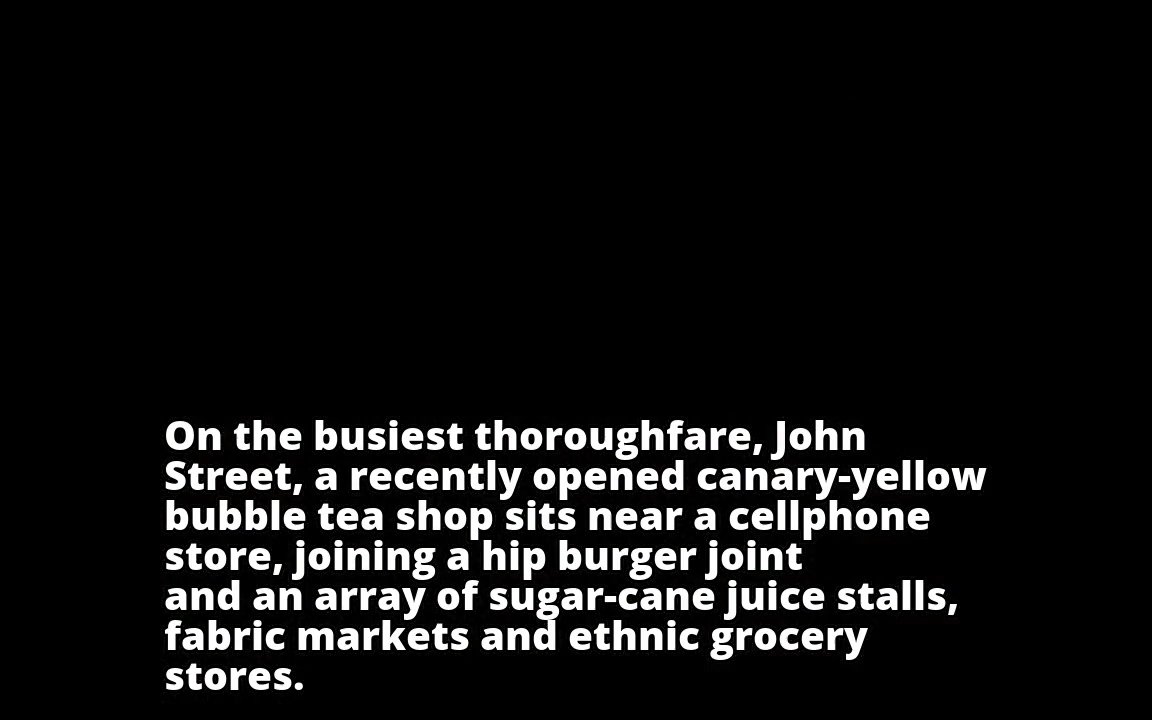 On the busiest thoroughfare, John
Street, a recently opened canary-yellow
bubble tea shop sits near a cellphone
store, joining a hip burger joint
and an array of sugar-cane juice stalls,
fabric markets and ethnic grocery
stores.